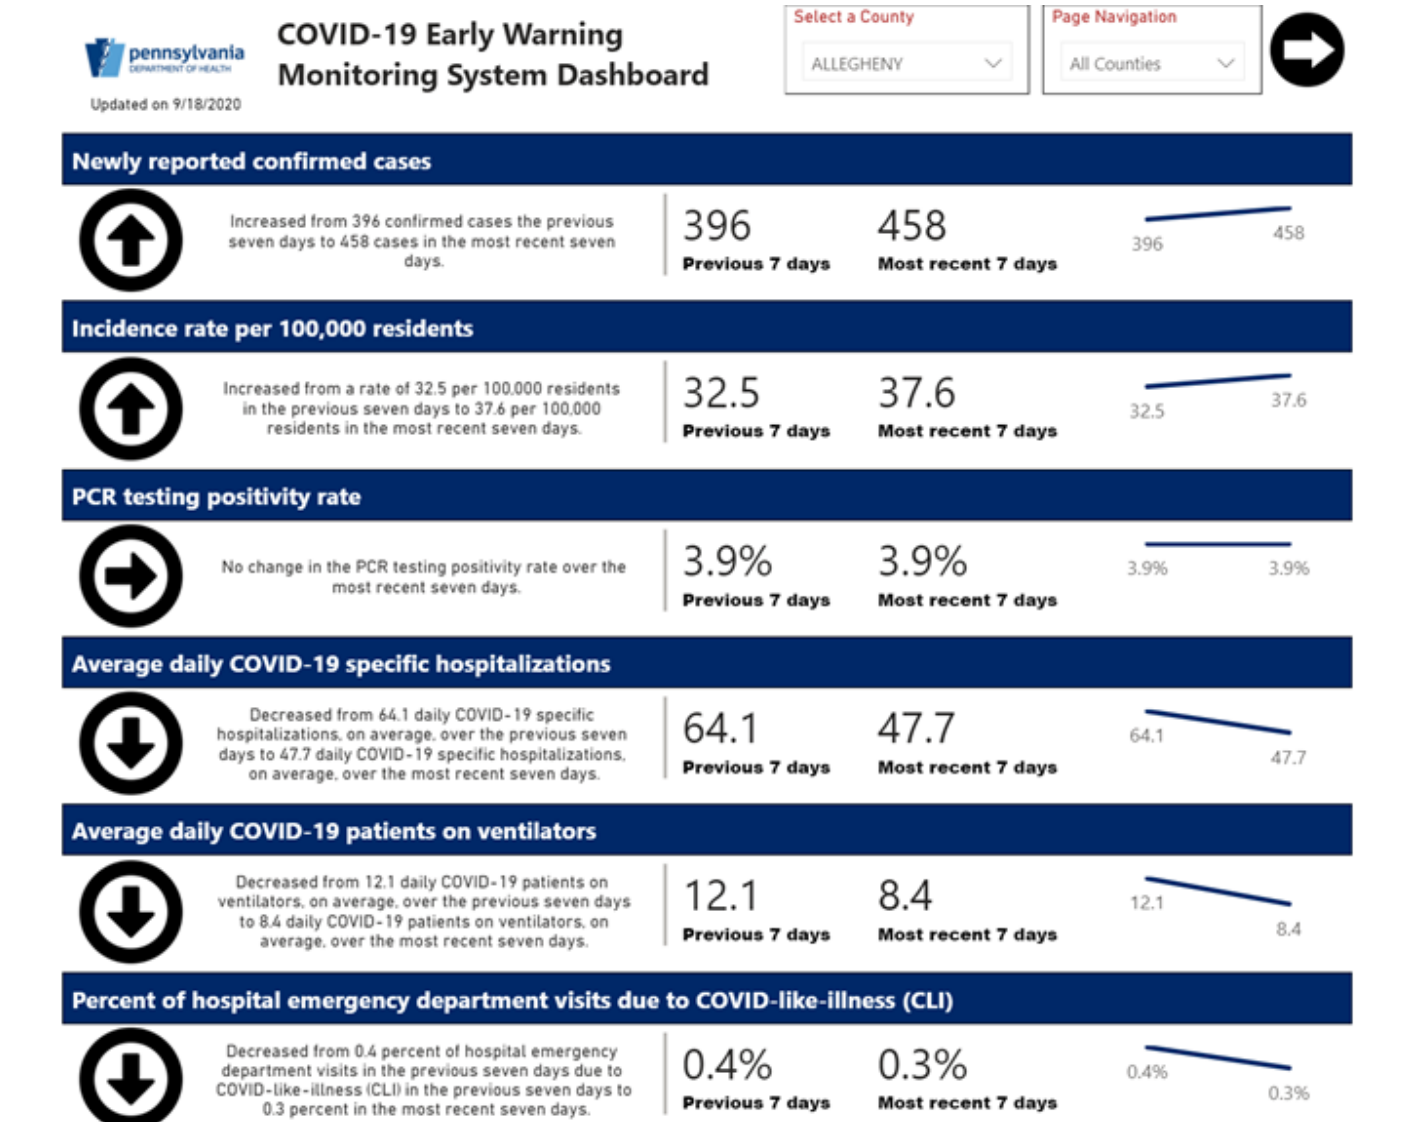 pennsylvania
DEPARTMENT OF HEALTH
Updated on 9/18/2020
COVID-19 Early Warning
Monitoring System Dashboard
Select a County
ALLEGHENY
Page Navigation
All Counties
Newly reported confirmed cases
Increased from 396 confirmed cases the previous
seven days to 458 cases in the most recent seven
days.
396
Previous 7 days
458
Most recent 7 days
396
458
Incidence rate per 100,000 residents
Increased from a rate of 32.5 per 100,000 residents
in the previous seven days to 37.6 per 100,000
residents in the most recent seven days.
32.5
Previous 7 days
37.6
Most recent 7 days
32.5
37.6
PCR testing positivity rate
No change in the PCR testing positivity rate over the
most recent seven days.
3.9%
Previous 7 days
3.9%
Most recent 7 days
3.9%
3.9%
Average daily COVID-19 specific hospitalizations
Decreased from 64.1 daily COVID-19 specific
hospitalizations, on average, over the previous seven
days to 47.7 daily COVID-19 specific hospitalizations,
on average, over the most recent seven days.
64.1
Previous 7 days
47.7
Most recent 7 days
64.1
47.7
Average daily COVID-19 patients on ventilators
Decreased from 12.1 daily COVID-19 patients on
ventilators, on average, over the previous seven days
to 8.4 daily COVID-19 patients on ventilators, on
average, over the most recent seven days.
12.1
Previous 7 days
8.4
Most recent 7 days
12.1
8.4
Percent of hospital emergency department visits due to COVID-like-illness (CLI)
Decreased from 0.4 percent of hospital emergency
department visits in the previous seven days due to
COVID-like-illness (CLI) in the previous seven days to
0.3 percent in the most recent seven days.
0.4%
Previous 7 days
0.3%
Most recent 7 days
0.4%
0.3%